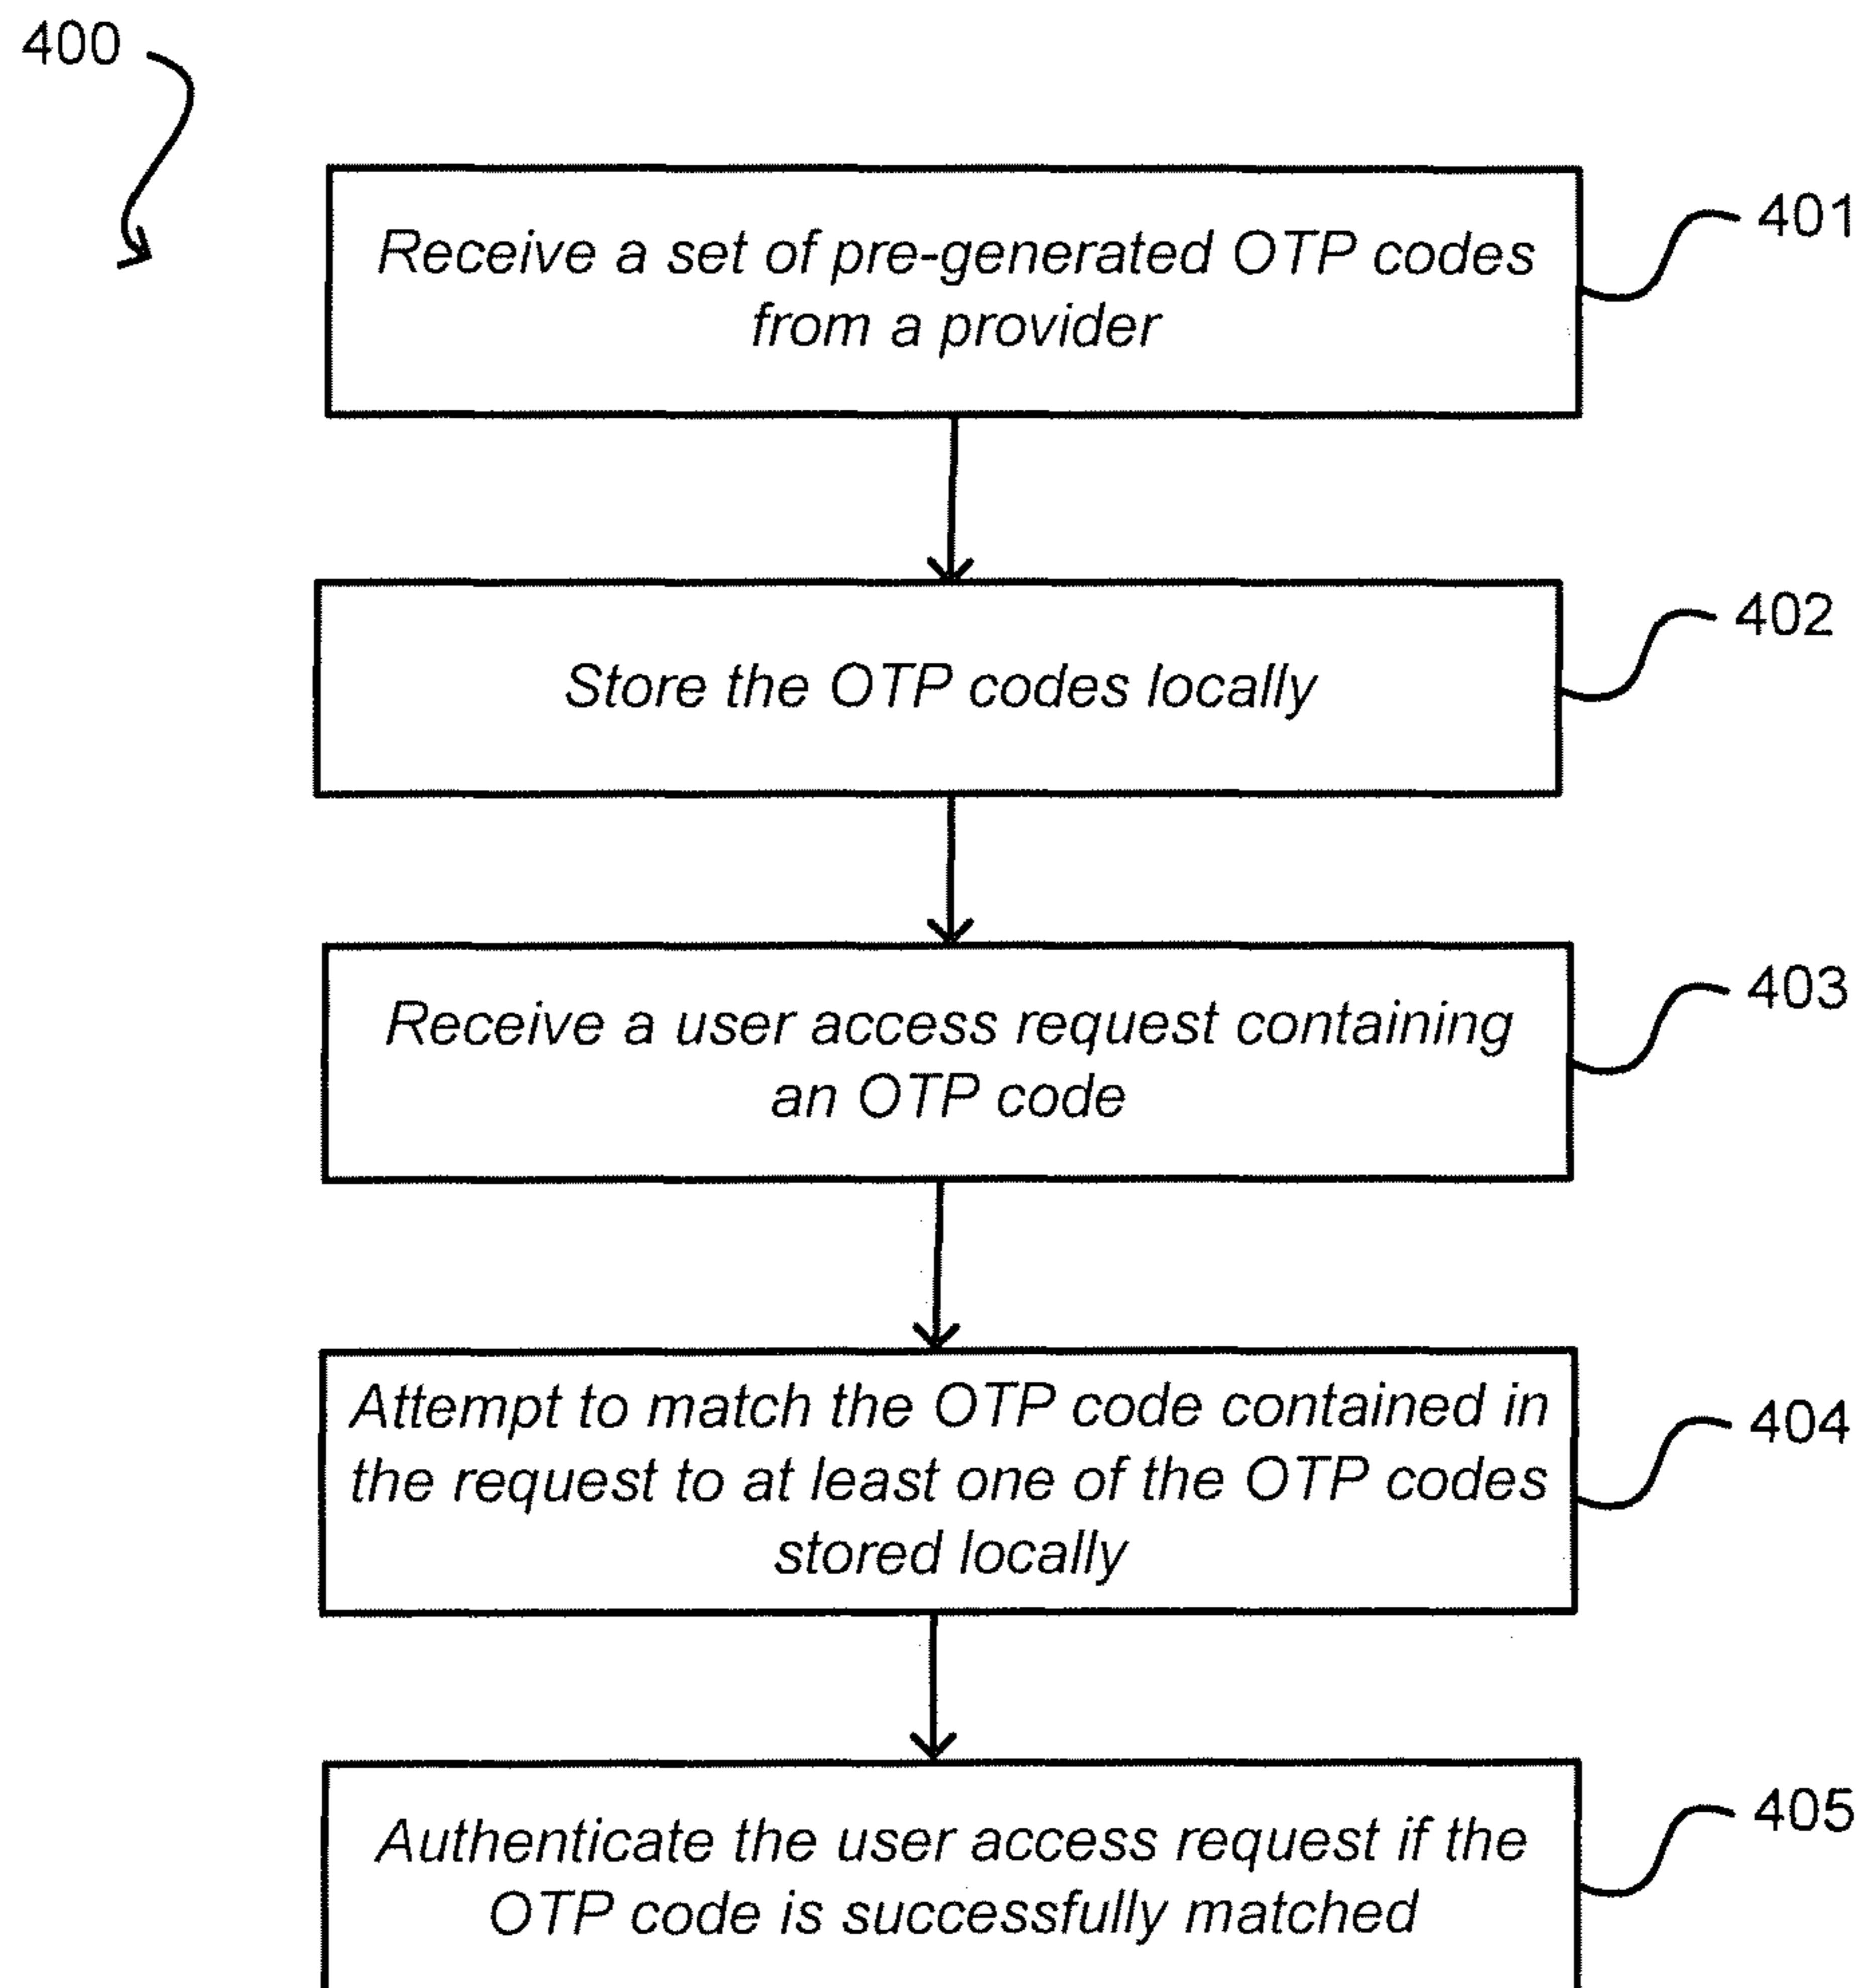 400
Receive a set of pre-generated OTP codes
from a provider
401
Store the OTP codes locally
402
Receive a user access request containing
an OTP code
403
Attempt to match the OTP code contained in
the request to at least one of the OTP codes
stored locally
404
Authenticate the user access request if the
OTP code is successfully matched
405